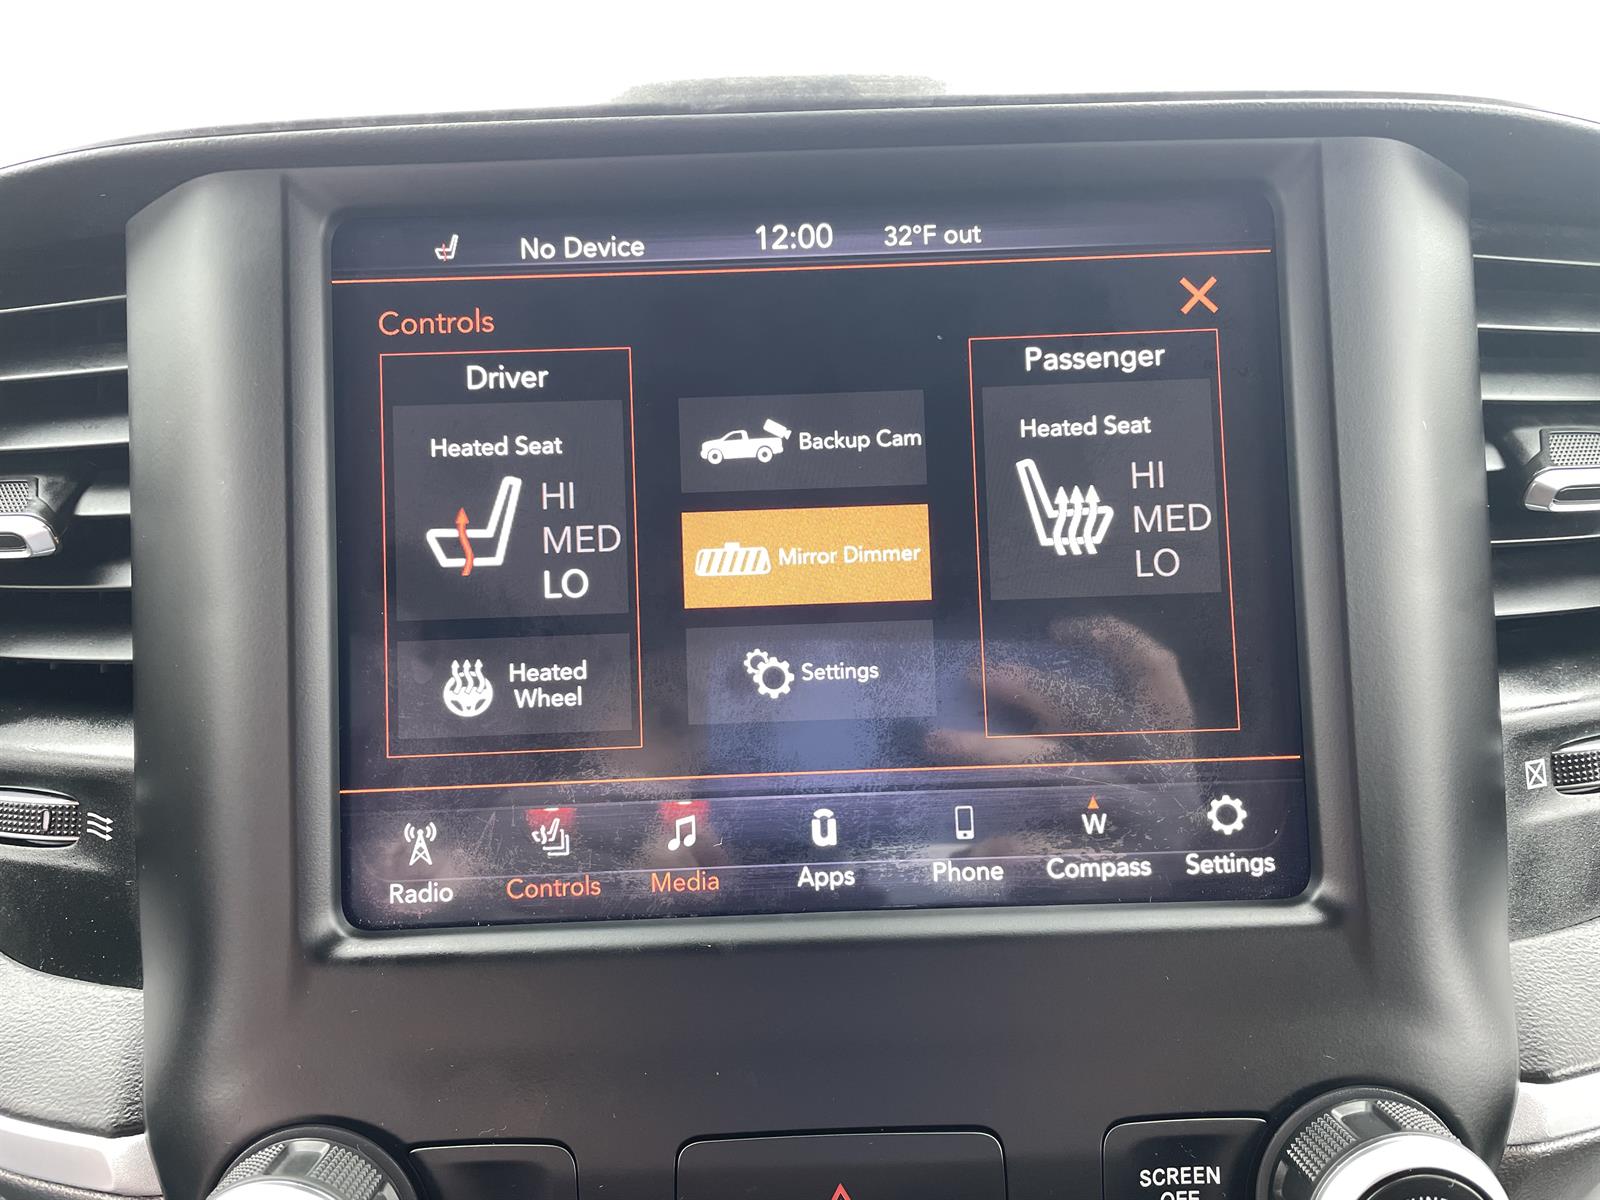 No Device 12:00 32°F out
Controls
Driver
Heated Seat
HI
MED
LO
Heated
Wheel
Backup Cam
Mirror Dimmer
Settings
Passenger
Heated Seat
HI
MED
LO
Radio
Controls
Media
Apps
Phone
W
Compass
Settings
SCREEN
OFF